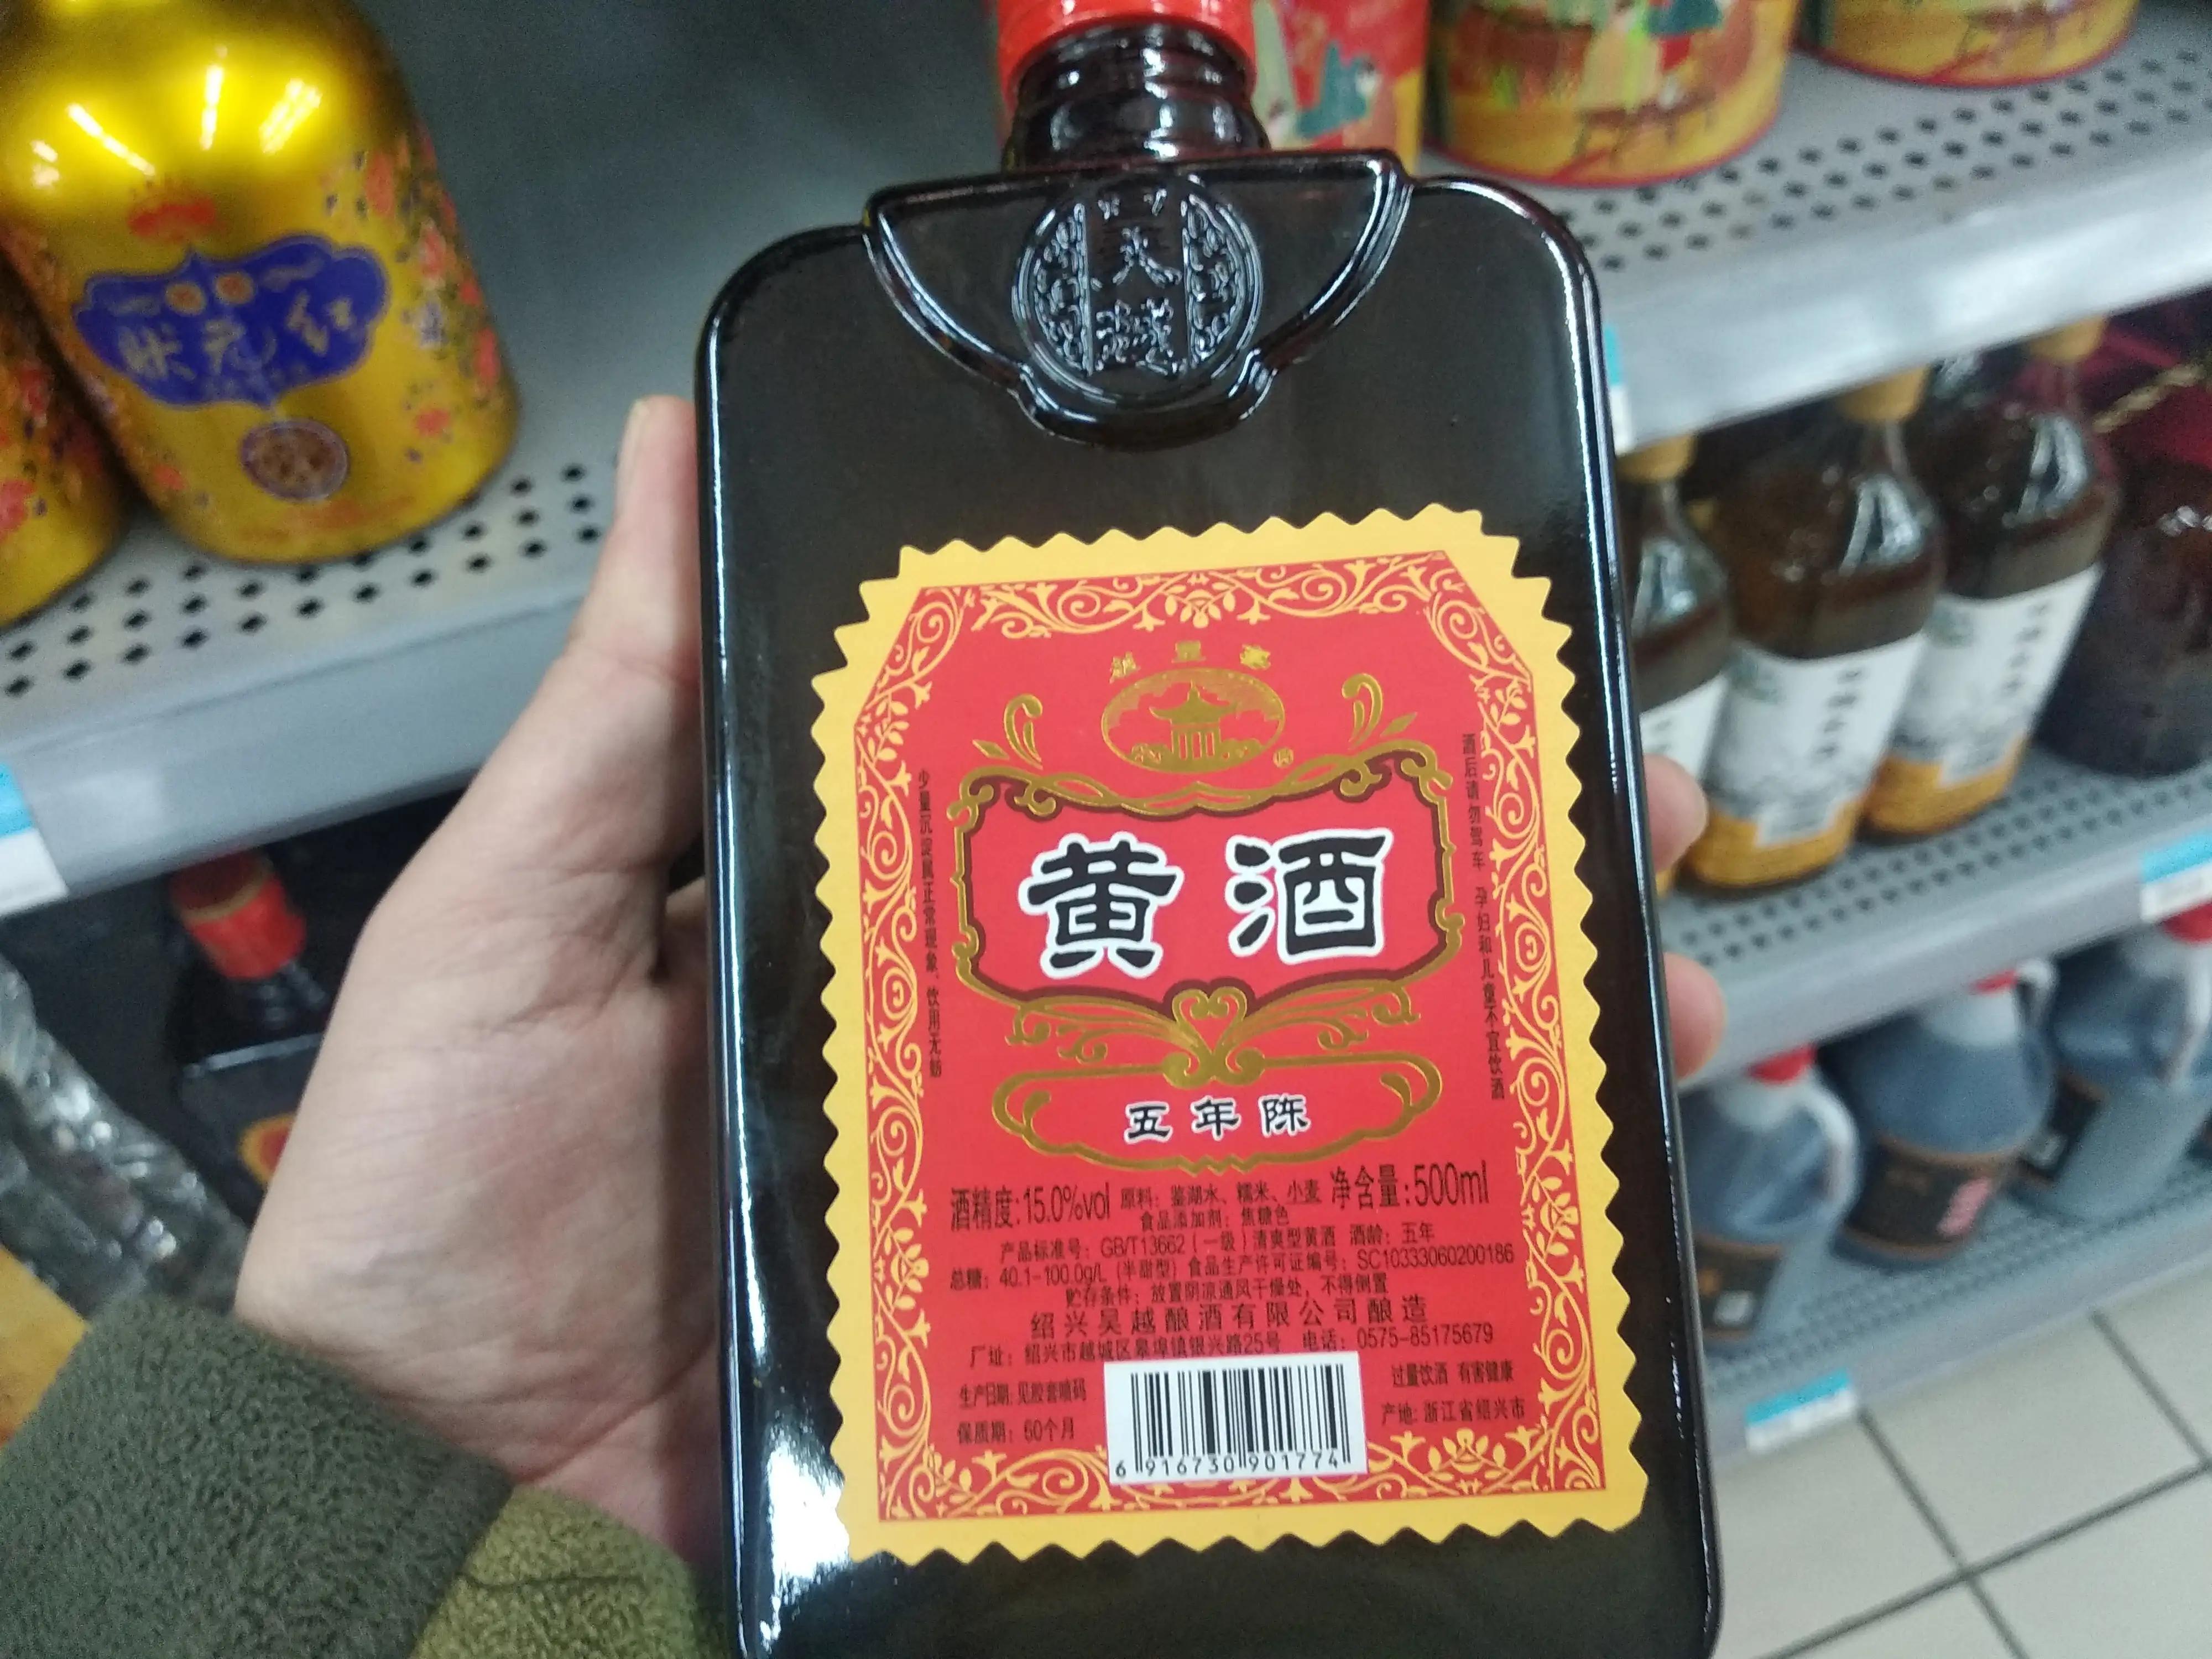 状元红
吴越
越里亭
黄酒
五年陈
少量沉淀属正常现象，饮用无妨
酒后请勿驾车 孕妇和儿童不宜饮酒
酒精度:15.0%vol 原料：鉴湖水、糯米、小麦 净含量:500ml
食品添加剂：焦糖色
产品标准号：GB/T13662（一级）清爽型黄酒 酒龄：五年
总糖：40.1-100.0g/L（半甜型）食品生产许可证编号：SC10333060200186
贮存条件：放置阴凉通风干燥处，不得倒置
绍兴吴越酿酒有限公司酿造
厂址：绍兴市越城区皋埠镇银兴路25号 电话：0575-85175679
生产日期：见胶套喷码
过量饮酒 有害健康
保质期：60个月
产地：浙江省绍兴市
6 916730 901774